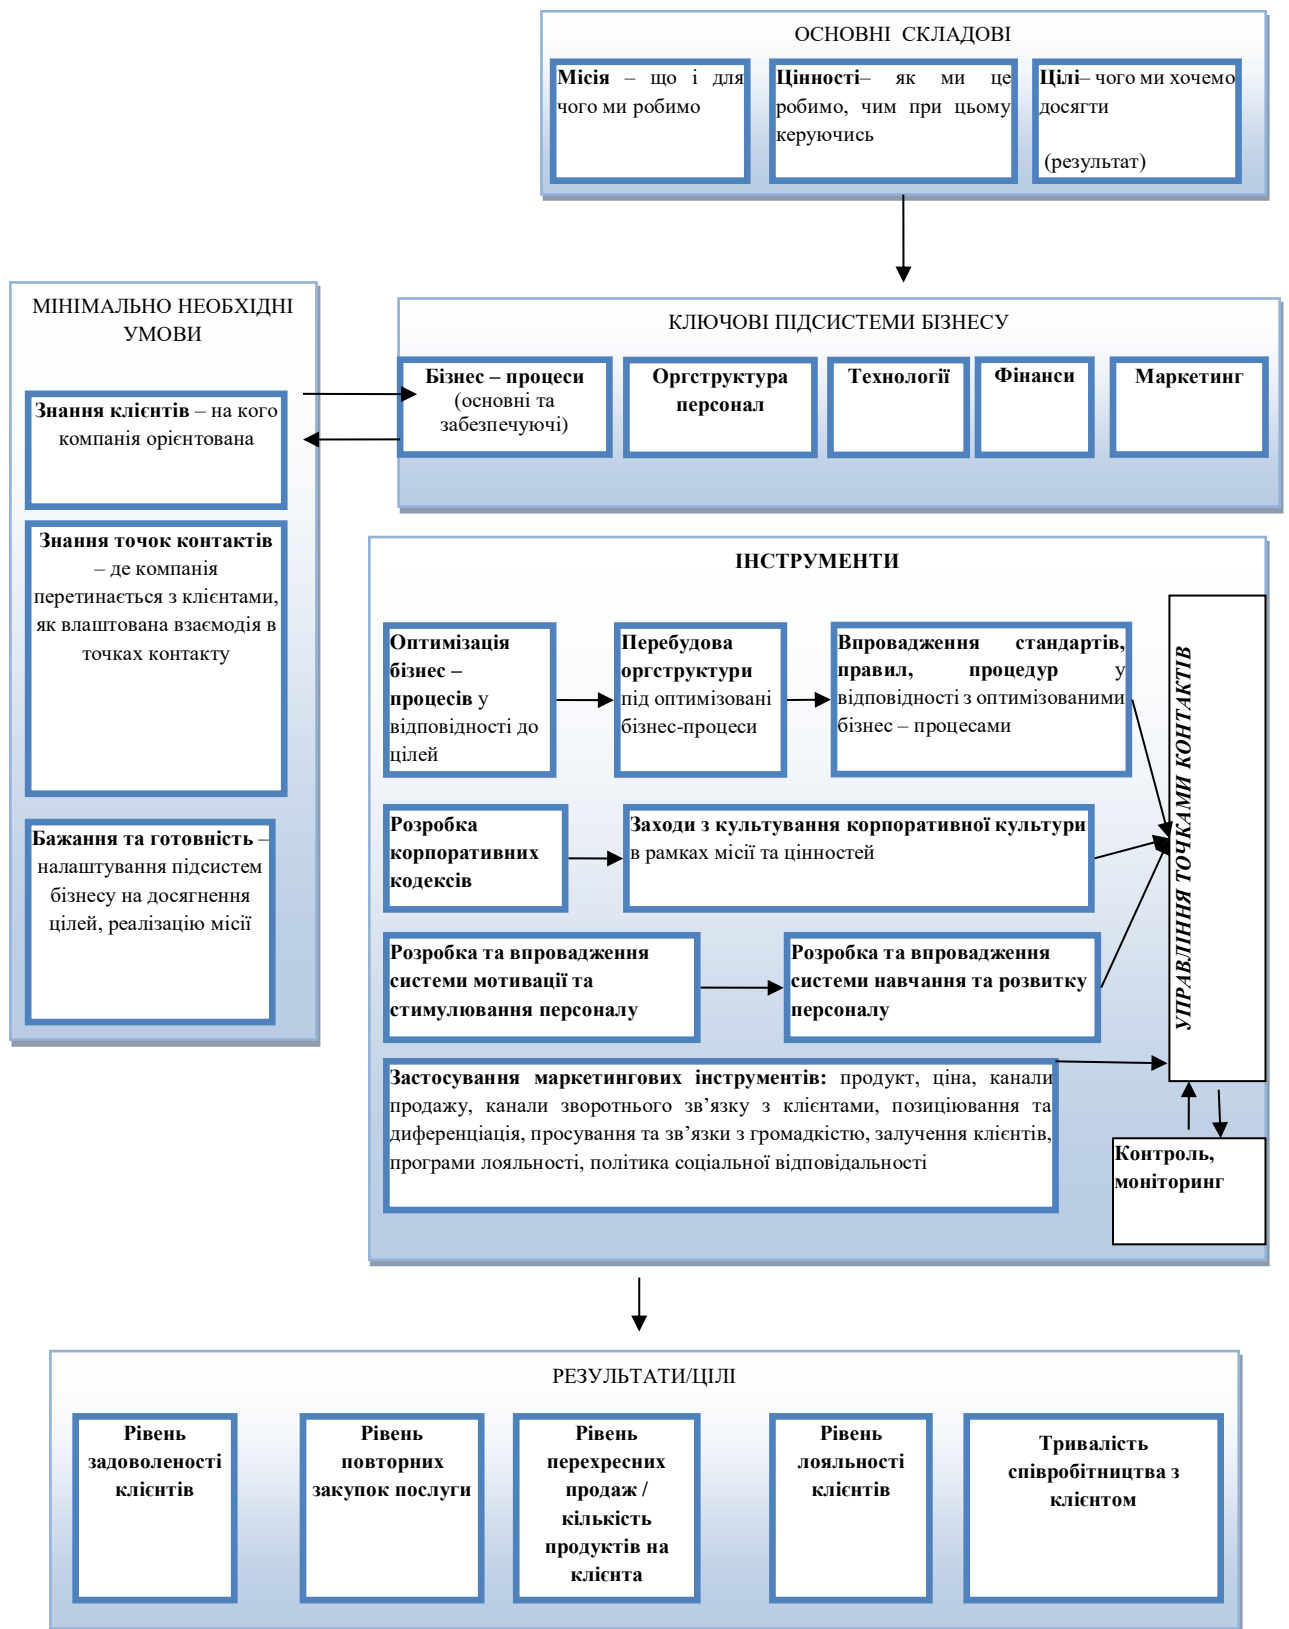 ОСНОВНІ СКЛАДОВІ
Місія – що і для
чого ми робимо
Цінності– як ми це
робимо, чим при цьому
керуючись
Цілі– чого ми хочемо
досягти
(результат)
МІНІМАЛЬНО НЕОБХІДНІ
УМОВИ
Знання клієнтів – на кого
компанія орієнтована
Знання точок контактів
– де компанія
перетинається з клієнтами,
як влаштована взаємодія в
точках контакту
Бажання та готовність –
налаштування підсистем
бізнесу на досягнення
цілей, реалізацію місії
КЛЮЧОВІ ПІДСИСТЕМИ БІЗНЕСУ
Бізнес – процеси
(основні та
забезпечуючі)
Оргструктура
персонал
Технології
Фінанси
Маркетинг
ІНСТРУМЕНТИ
Оптимізація
бізнес –
процесів у
відповідності до
цілей
Перебудова
оргструктури
під оптимізовані
бізнес-процеси
Впровадження стандартів,
правил, процедур у
відповідності з оптимізованими
бізнес – процесами
Розробка
корпоративних
кодексів
Заходи з культування корпоративної культури
в рамках місії та цінностей
Розробка та впровадження
системи мотивації та
стимулювання персоналу
Розробка та впровадження
системи навчання та розвитку
персоналу
Застосування маркетингових інструментів: продукт, ціна, канали
продажу, канали зворотнього зв’язку з клієнтами, позиціювання та
диференціація, просування та зв’язки з громадкістю, залучення клієнтів,
програми лояльності, політика соціальної відповідальності
УПРАВЛІННЯ ТОЧКАМИ КОНТАКТІВ
Контроль,
моніторинг
РЕЗУЛЬТАТИ/ЦІЛІ
Рівень
задоволеності
клієнтів
Рівень
повторних
закупок послуги
Рівень
перехресних
продаж /
кількість
продуктів на
клієнта
Рівень
лояльності
клієнтів
Тривалість
співробітництва з
клієнтом